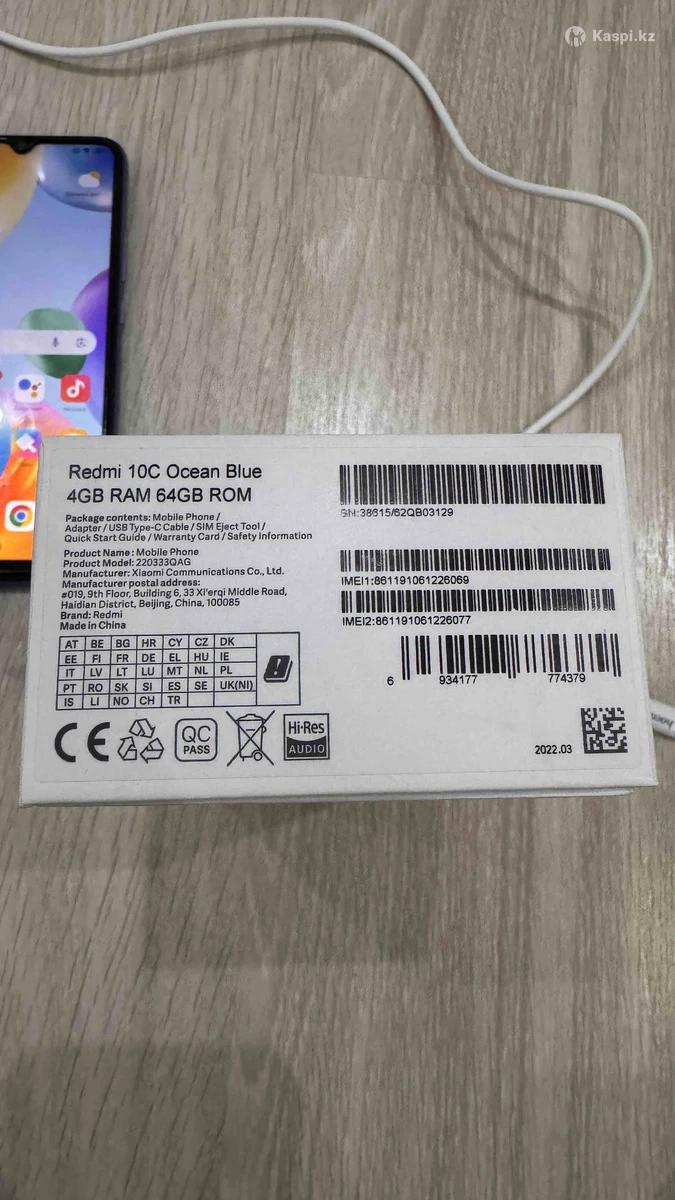 Kaspi.kz
Redmi 10C Ocean Blue
4GB RAM 64GB ROM
Package contents: Mobile Phone /
Adapter / USB Type-C Cable / SIM Eject Tool /
Quick Start Guide / Warranty Card / Safety Information
Product Name: Mobile Phone
Product Model: 220333QAG
Manufacturer: Xiaomi Communications Co., Ltd.
Manufacturer postal address:
#019, 9th Floor, Building 6, 33 Xi'erqi Middle Road,
Haidian District, Beijing, China, 100085
Brand: Redmi
Made in China
AT BE BG HR CY CZ DK
EE FI FR DE EL HU IE
IT LV LT LU MT NL PL
PT RO SK SI ES SE UK(NI)
IS LI NO CH TR
CE
QC
PASS
Hi-Res
AUDIO
SN:38615/62QB03129
IMEI1:861191061226069
IMEI2:861191061226077
6 934177 774379
2022.03